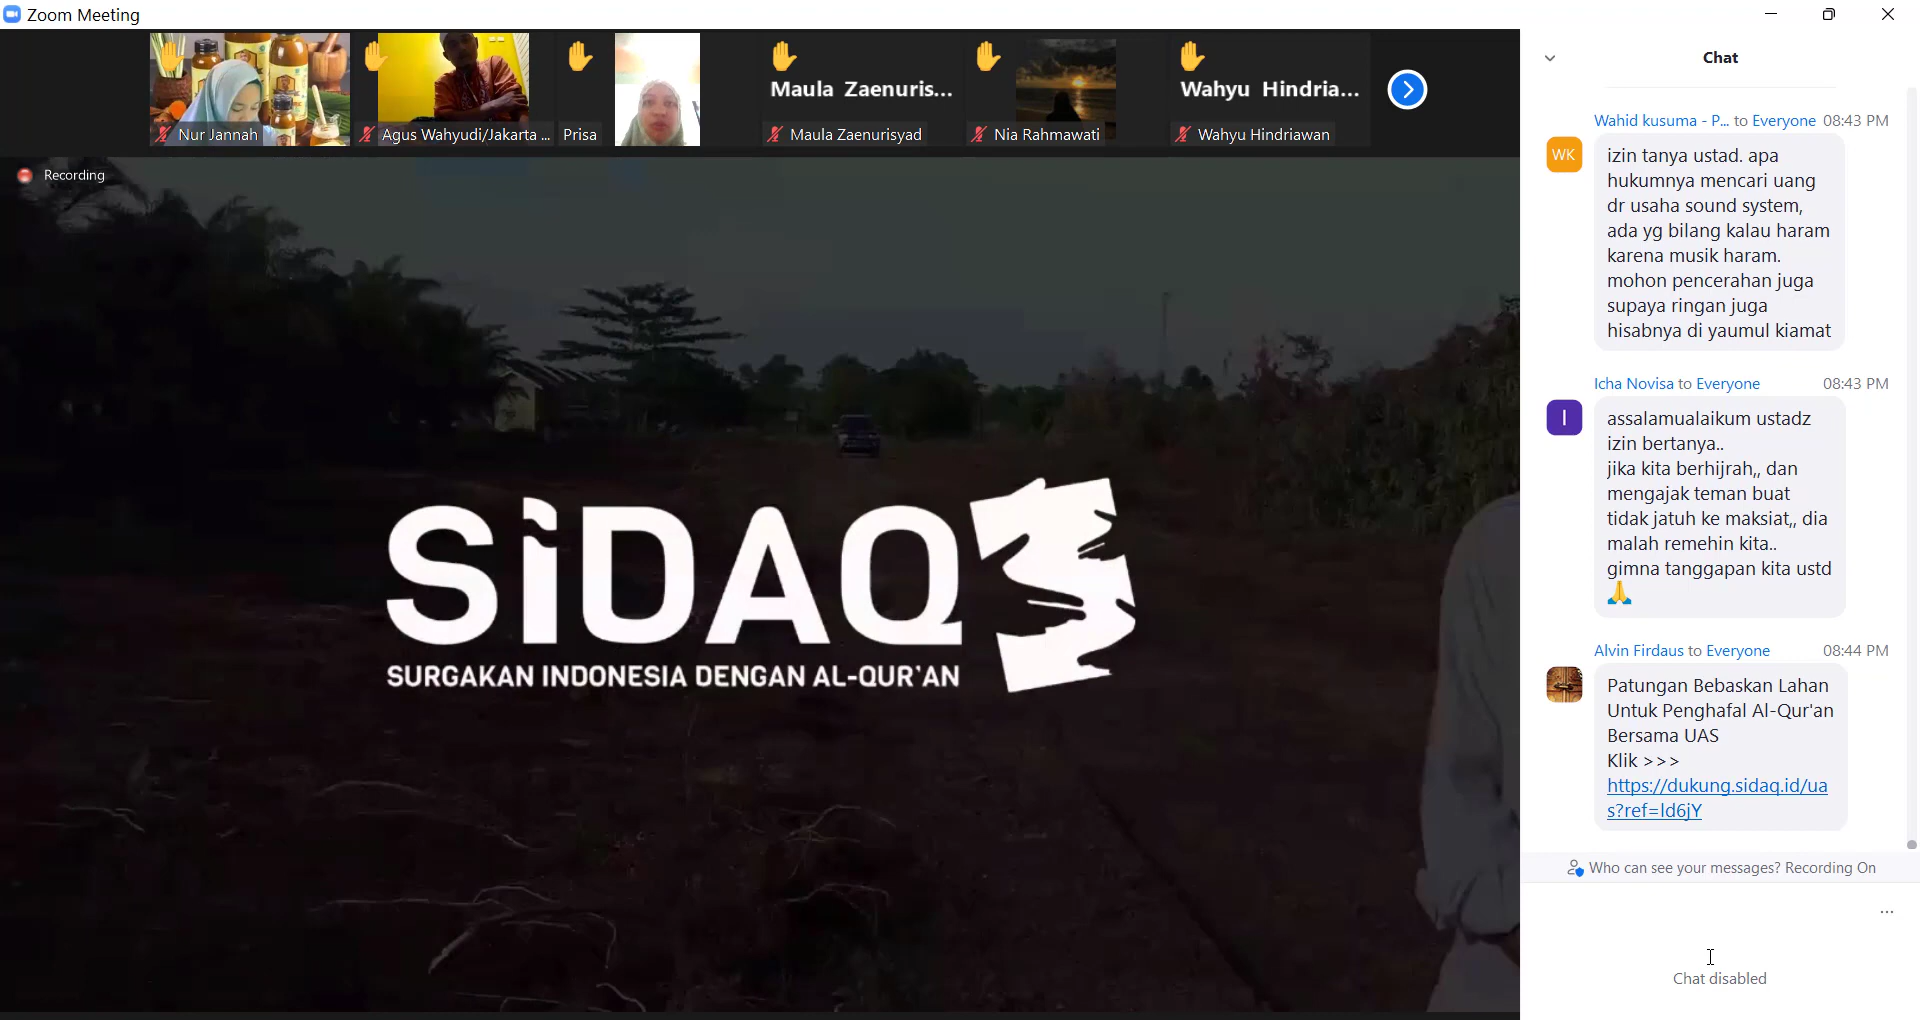 Zoom Meeting
Nur Jannah
Agus Wahyudi/Jakarta ...
Prisa
Maula Zaenuris...
Maula Zaenurisyad
Nia Rahmawati
Wahyu Hindria...
Wahyu Hindriawan
Recording
SiDAQ
SURGAKAN INDONESIA DENGAN AL-QUR'AN
Chat
Wahid kusuma - P... to Everyone 08:43 PM
WK
izin tanya ustad. apa
hukumnya mencari uang
dr usaha sound system,
ada yg bilang kalau haram
karena musik haram.
mohon pencerahan juga
supaya ringan juga
hisabnya di yaumul kiamat
Icha Novisa to Everyone 08:43 PM
I
assalamualaikum ustadz
izin bertanya..
jika kita berhijrah,, dan
mengajak teman buat
tidak jatuh ke maksiat,, dia
malah remehin kita..
gimna tanggapan kita ustd
🙏
Alvin Firdaus to Everyone 08:44 PM
Patungan Bebaskan Lahan
Untuk Penghafal Al-Qur'an
Bersama UAS
Klik >>>
https://dukung.sidaq.id/ua
s?ref=ld6jY
Who can see your messages? Recording On
...
Chat disabled